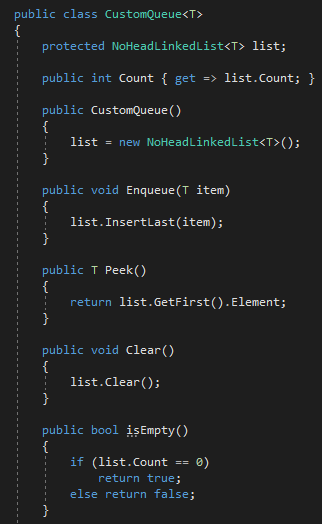 public class CustomQueue<T>
{
    protected NoHeadLinkedList<T> list;

    public int Count { get => list.Count; }

    public CustomQueue()
    {
        list = new NoHeadLinkedList<T>();
    }

    public void Enqueue(T item)
    {
        list.InsertLast(item);
    }

    public T Peek()
    {
        return list.GetFirst().Element;
    }

    public void Clear()
    {
        list.Clear();
    }

    public bool isEmpty()
    {
        if (list.Count == 0)
            return true;
        else return false;
    }